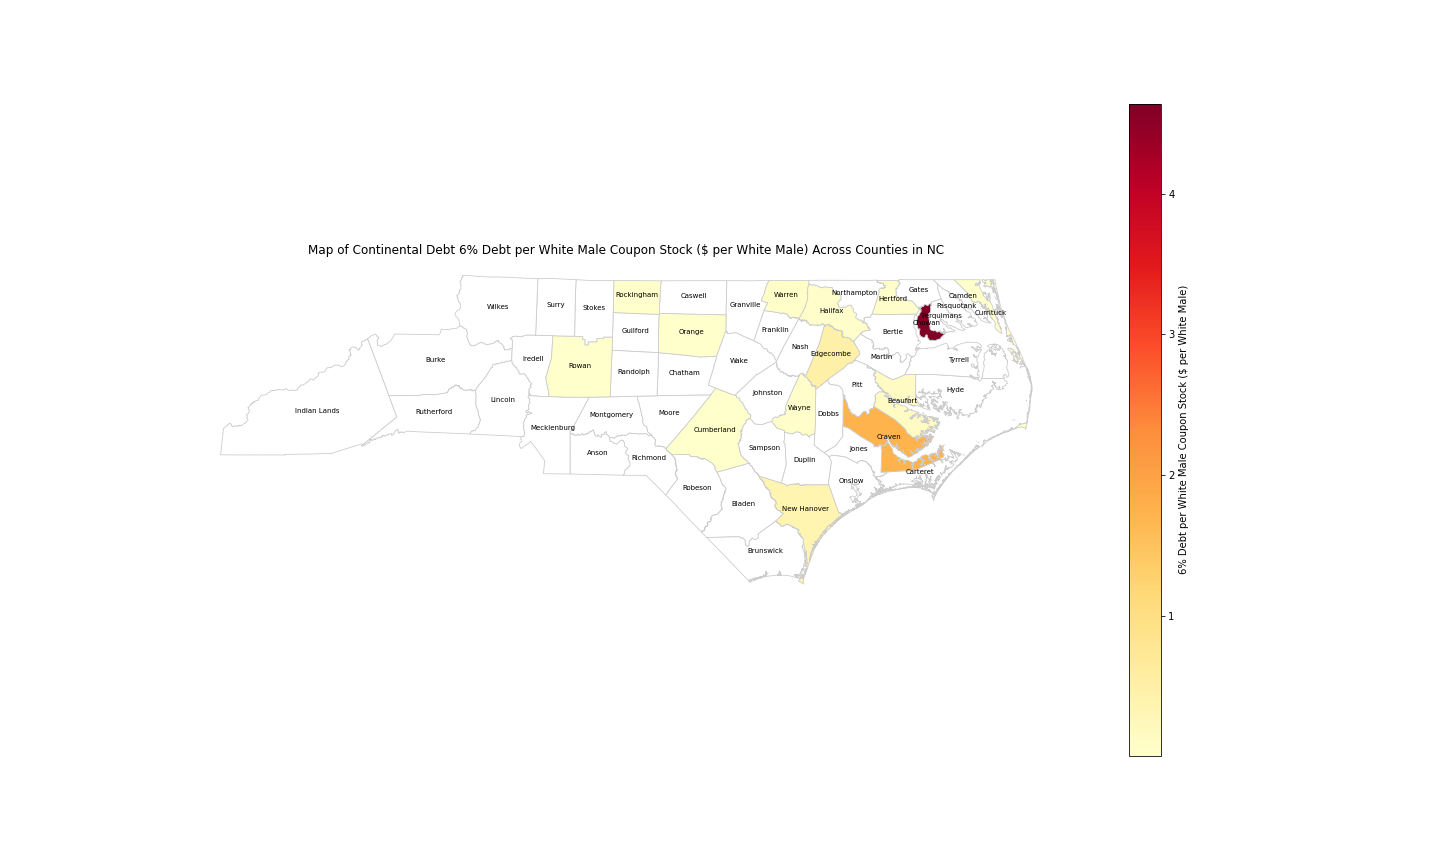 Map of Continental Debt 6% Debt per White Male Coupon Stock ($ per White Male) Across Counties in NC
Wilkes
Surry
Stokes
Rockingham
Caswell
Granville
Warren
Halifax
Northampton
Hertford
Gates
Camden
Pasquotank
Perquimans
Currituck
Chowan
Bertie
Guilford
Orange
Franklin
Nash
Edgecombe
Martin
Tyrrell
Burke
Iredell
Rowan
Randolph
Chatham
Wake
Johnston
Pitt
Hyde
Beaufort
Indian Lands
Rutherford
Lincoln
Mecklenburg
Montgomery
Moore
Cumberland
Wayne
Dobbs
Craven
Anson
Richmond
Sampson
Duplin
Jones
Carteret
Onslow
Robeson
Bladen
New Hanover
Brunswick
4
3
2
1
6% Debt per White Male Coupon Stock ($ per White Male)